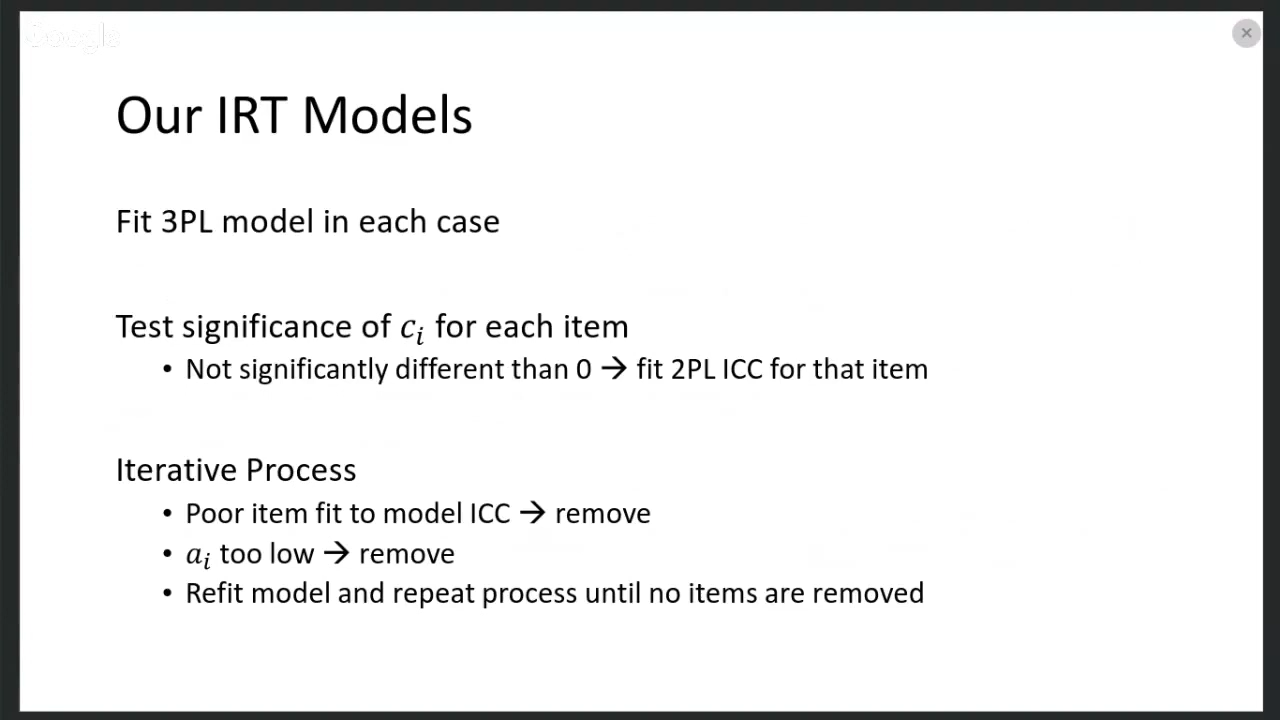 Google
Our IRT Models
Fit 3PL model in each case
Test significance of cᵢ for each item
• Not significantly different than 0 → fit 2PL ICC for that item
Iterative Process
• Poor item fit to model ICC → remove
• aᵢ too low → remove
• Refit model and repeat process until no items are removed